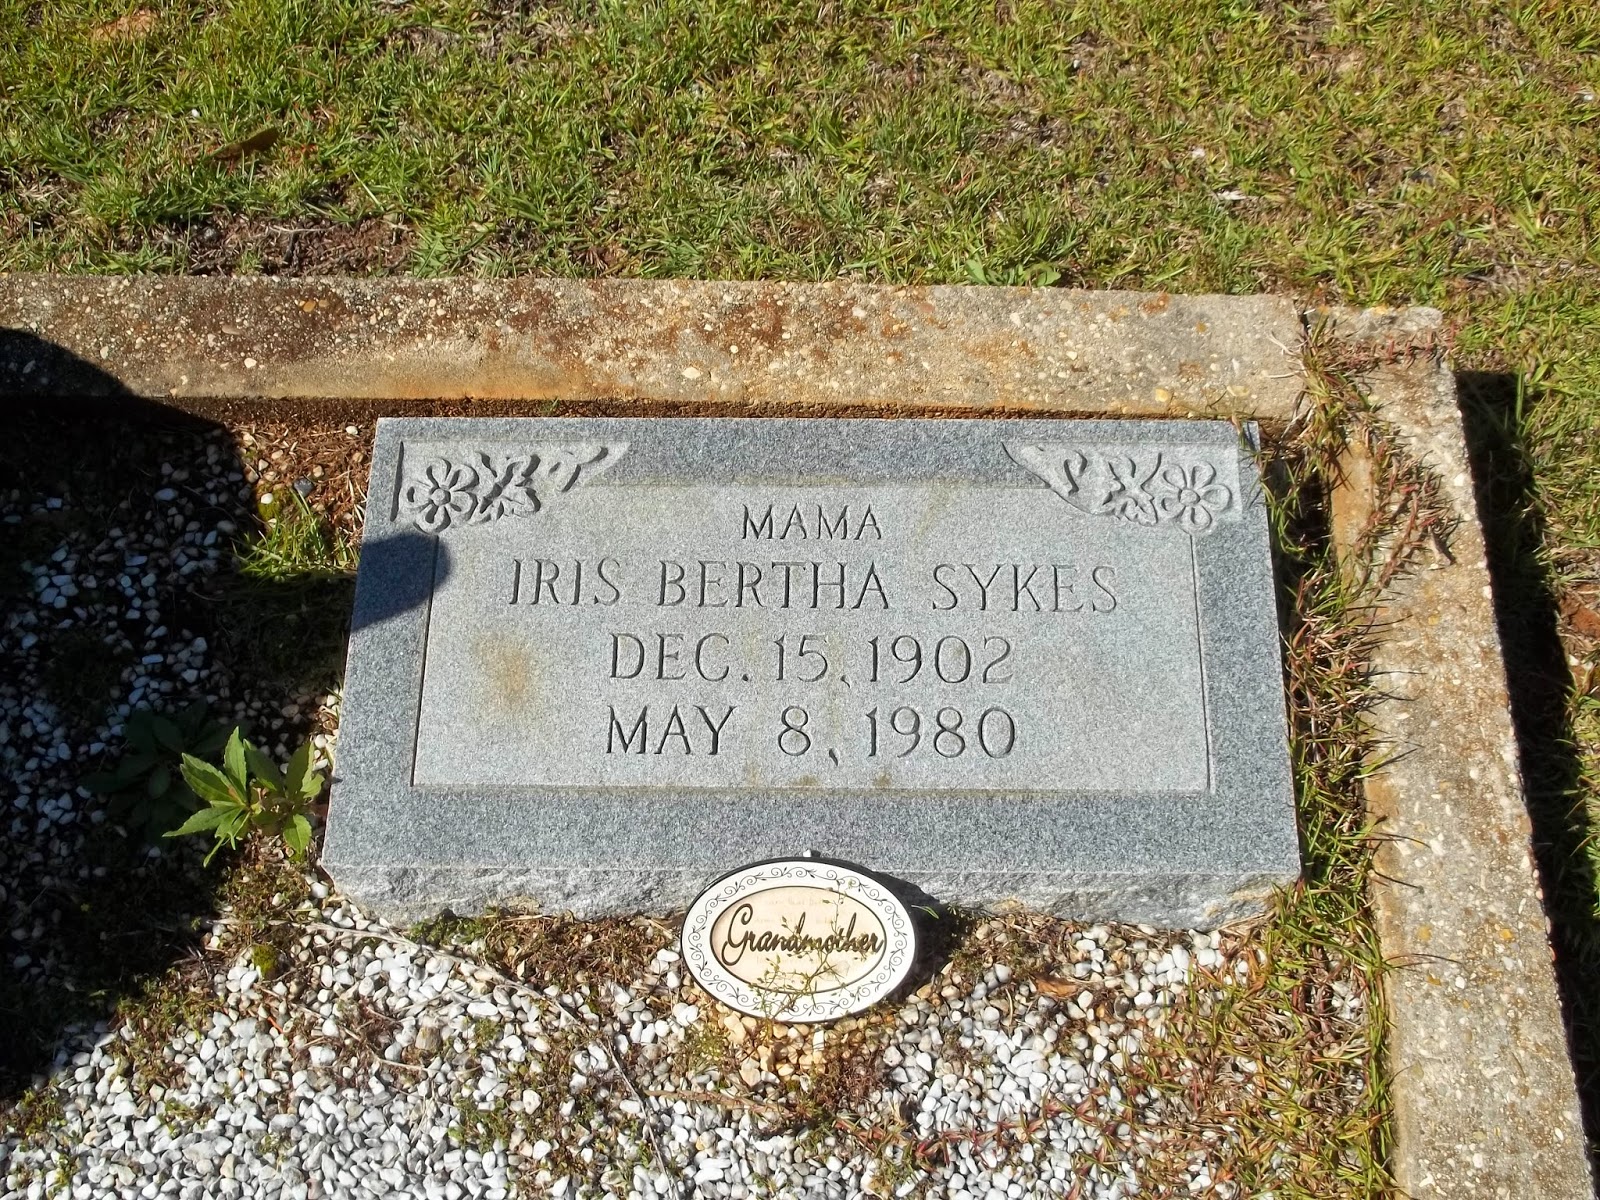 MAMA
IRIS BERTHA SYKES
DEC. 15, 1902
MAY 8, 1980
Grandmother